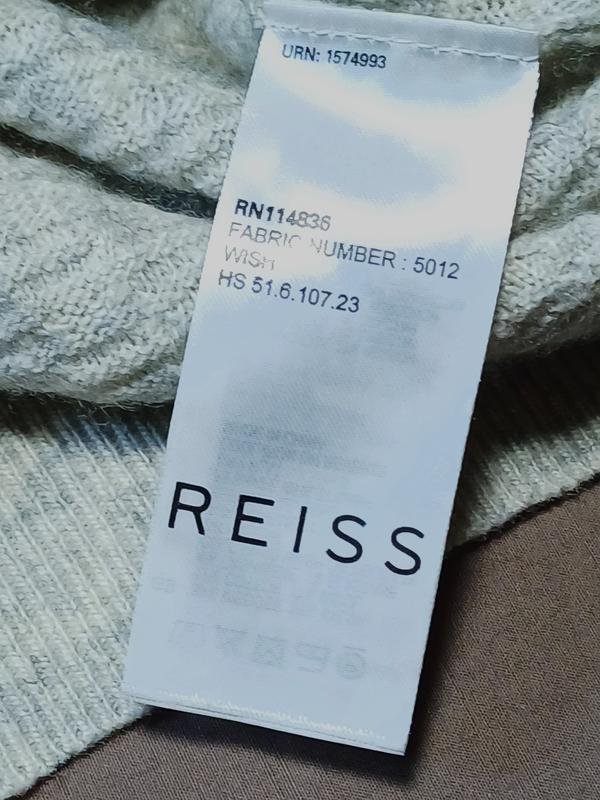 URN: 1574993
RN114836
FABRIC NUMBER : 5012
WISH
HS 51.6.107.23
REISS